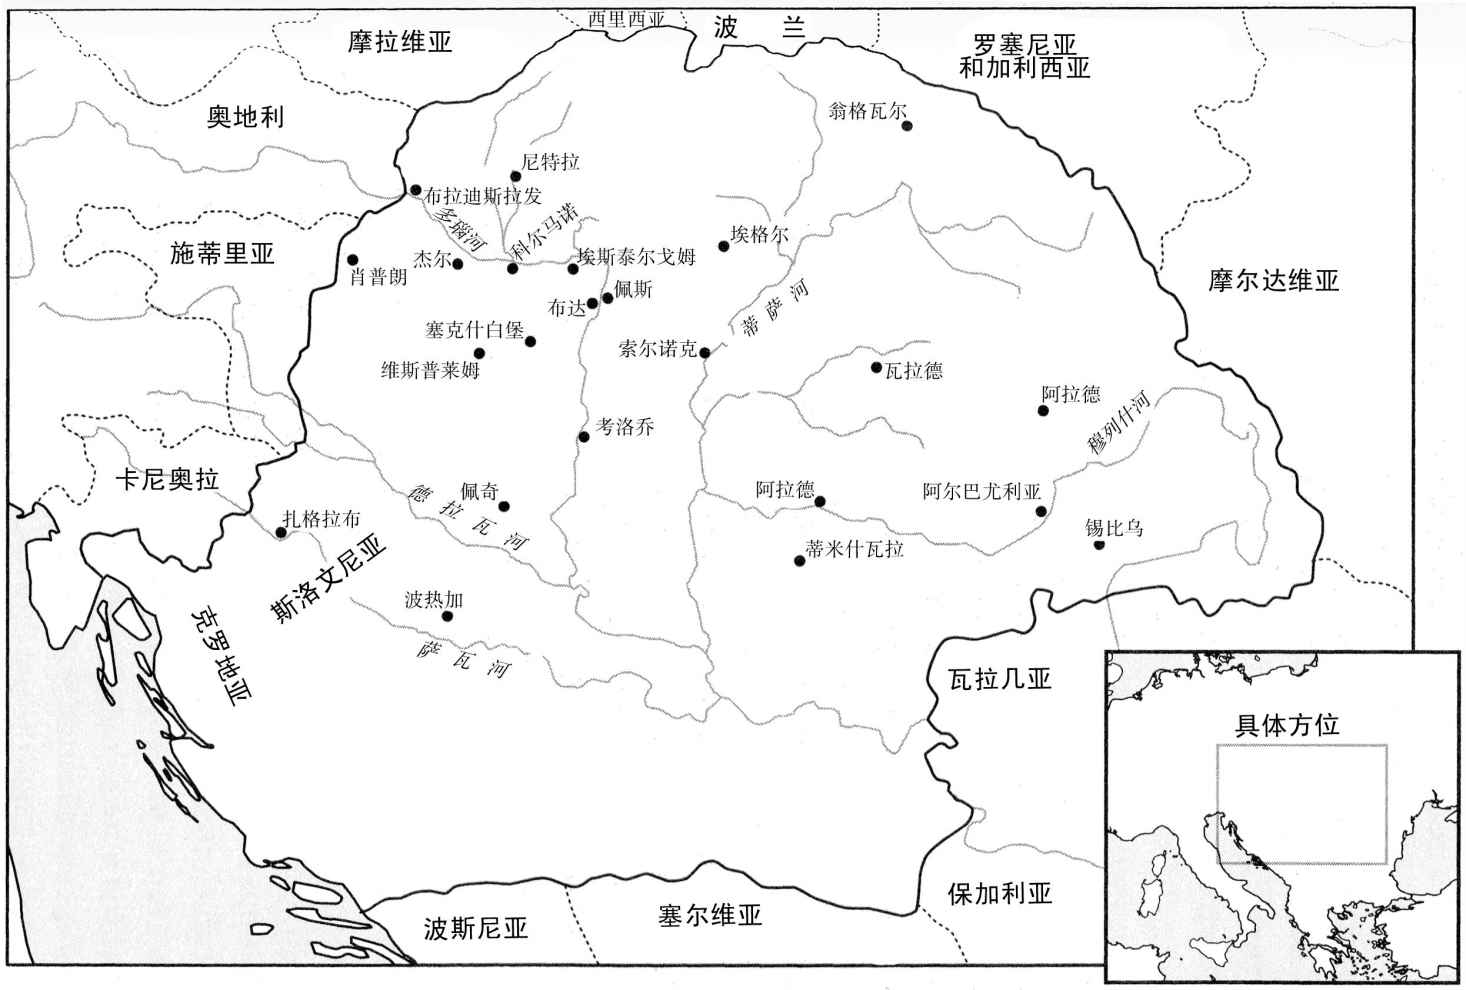 西里西亚
波 兰
摩拉维亚
罗塞尼亚
和加利西亚
奥地利
翁格瓦尔
尼特拉
布拉迪斯拉发
多瑙河
科尔马诺
埃格尔
施蒂里亚
肖普朗
杰尔
埃斯泰尔戈姆
摩尔达维亚
佩斯
布达
蒂萨河
塞克什白堡
维斯普莱姆
索尔诺克
瓦拉德
阿拉德
穆列什河
考洛乔
卡尼奥拉
佩奇
德拉瓦河
阿拉德
阿尔巴尤利亚
扎格拉布
锡比乌
斯洛文尼亚
蒂米什瓦拉
波热加
克罗地亚
萨瓦河
瓦拉几亚
具体方位
保加利亚
塞尔维亚
波斯尼亚